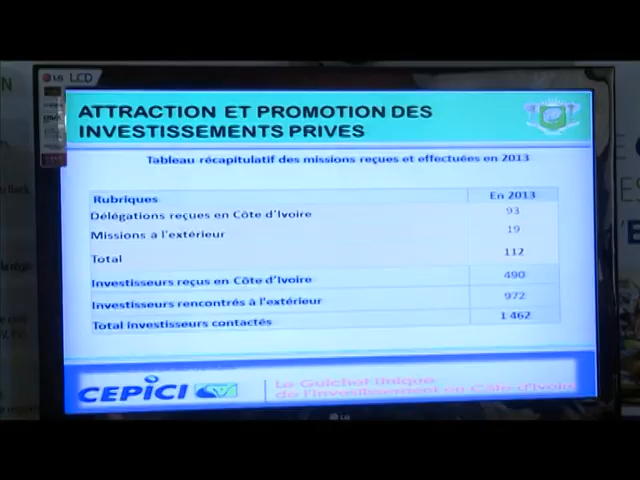 LG LCD
ATTRACTION ET PROMOTION DES
INVESTISSEMENTS PRIVES
Tableau récapitulatif des missions reçues et effectuées en 2013
Rubriques En 2013
Délégations reçues en Côte d'Ivoire 93
Missions à l'extérieur 19
Total 112
Investisseurs reçus en Côte d'Ivoire 490
Investisseurs rencontrés à l'extérieur 972
Total investisseurs contactés 1 462
CEPICI
Le Guichet Unique
de l'Investissement en Côte d'Ivoire
LG